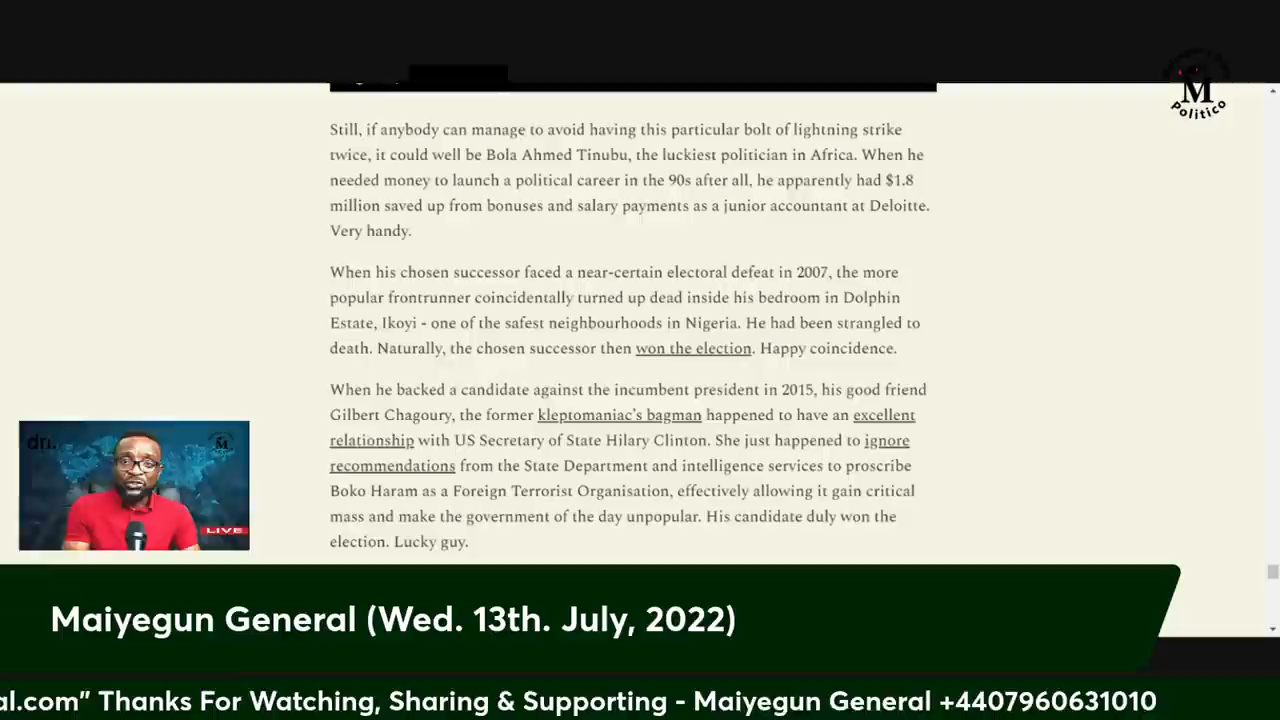 M
Politico
Still, if anybody can manage to avoid having this particular bolt of lightning strike
twice, it could well be Bola Ahmed Tinubu, the luckiest politician in Africa. When he
needed money to launch a political career in the 90s after all, he apparently had $1.8
million saved up from bonuses and salary payments as a junior accountant at Deloitte.
Very handy.
When his chosen successor faced a near-certain electoral defeat in 2007, the more
popular frontrunner coincidentally turned up dead inside his bedroom in Dolphin
Estate, Ikoyi - one of the safest neighbourhoods in Nigeria. He had been strangled to
death. Naturally, the chosen successor then won the election. Happy coincidence.
When he backed a candidate against the incumbent president in 2015, his good friend
Gilbert Chagoury, the former kleptomaniac's bagman happened to have an excellent
relationship with US Secretary of State Hilary Clinton. She just happened to ignore
recommendations from the State Department and intelligence services to proscribe
Boko Haram as a Foreign Terrorist Organisation, effectively allowing it gain critical
mass and make the government of the day unpopular. His candidate duly won the
election. Lucky guy.
LIVE
Maiyegun General (Wed. 13th. July, 2022)
al.com" Thanks For Watching, Sharing & Supporting - Maiyegun General +4407960631010